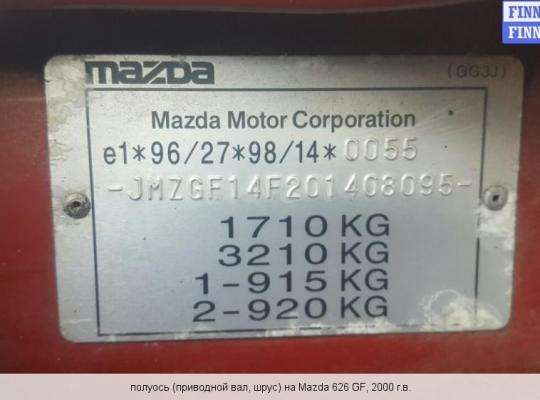 FINN
FINN
mazda
(GG3J)
Mazda Motor Corporation
e1*96/27*98/14*0055
-JMZGF14F201408095-
1710 KG
3210 KG
1-915 KG
2-920 KG
полуось (приводной вал, шрус) на Mazda 626 GF, 2000 г.в.